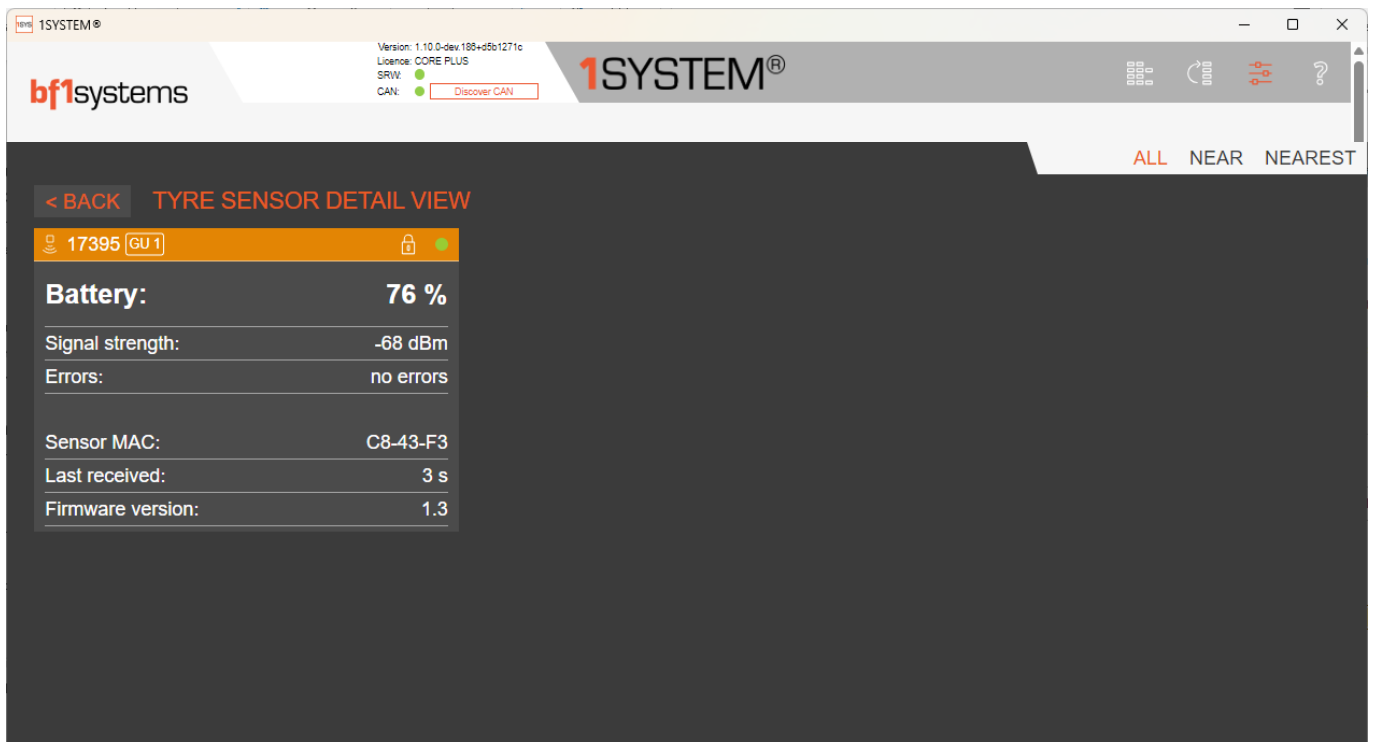 1SYS 1SYSTEM®
bf1systems
Version: 1.10.0-dev.186+d5b1271c
Licence: CORE PLUS
SRW:
CAN: Discover CAN
1SYSTEM®
?
ALL NEAR NEAREST
< BACK TYRE SENSOR DETAIL VIEW
17395 GU 1
Battery: 76 %
Signal strength: -68 dBm
Errors: no errors
Sensor MAC: C8-43-F3
Last received: 3 s
Firmware version: 1.3